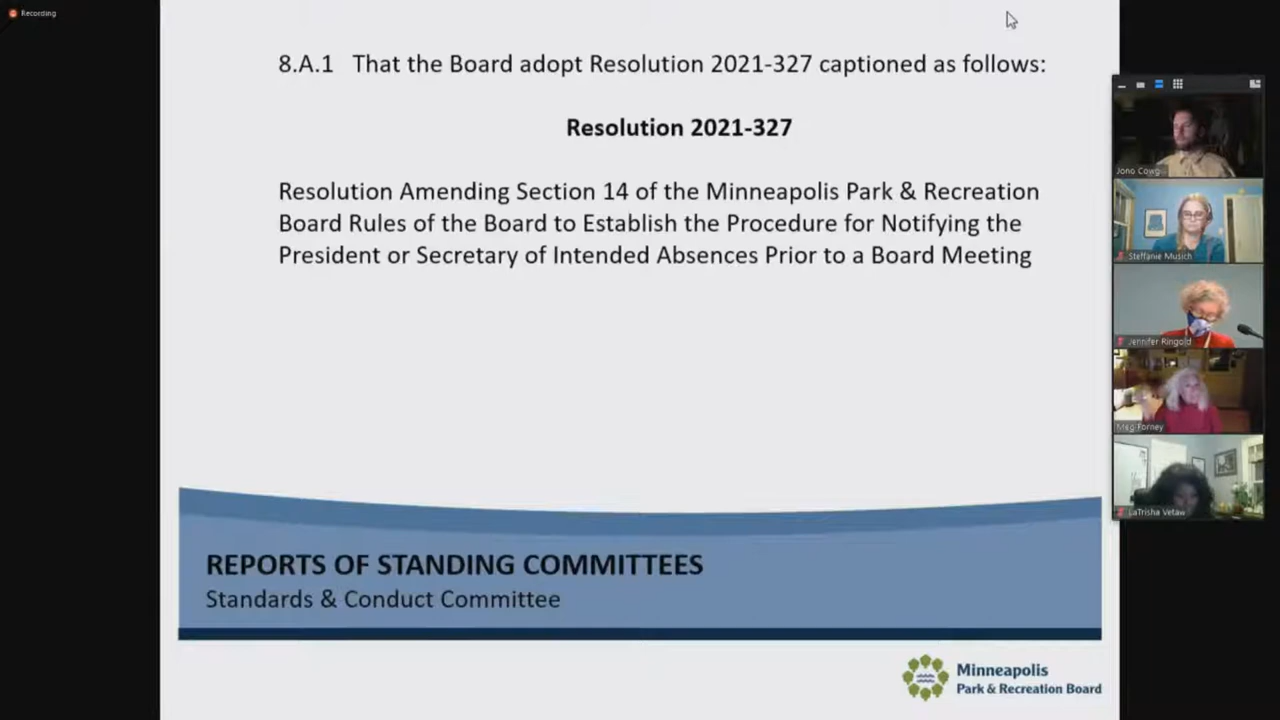 Recording
8.A.1 That the Board adopt Resolution 2021-327 captioned as follows:
Resolution 2021-327
Resolution Amending Section 14 of the Minneapolis Park & Recreation
Board Rules of the Board to Establish the Procedure for Notifying the
President or Secretary of Intended Absences Prior to a Board Meeting
REPORTS OF STANDING COMMITTEES
Standards & Conduct Committee
Minneapolis
Park & Recreation Board
Jono Cowg
Steffanie Musich
Jennifer Ringold
Meg Forney
LaTrisha Vetaw